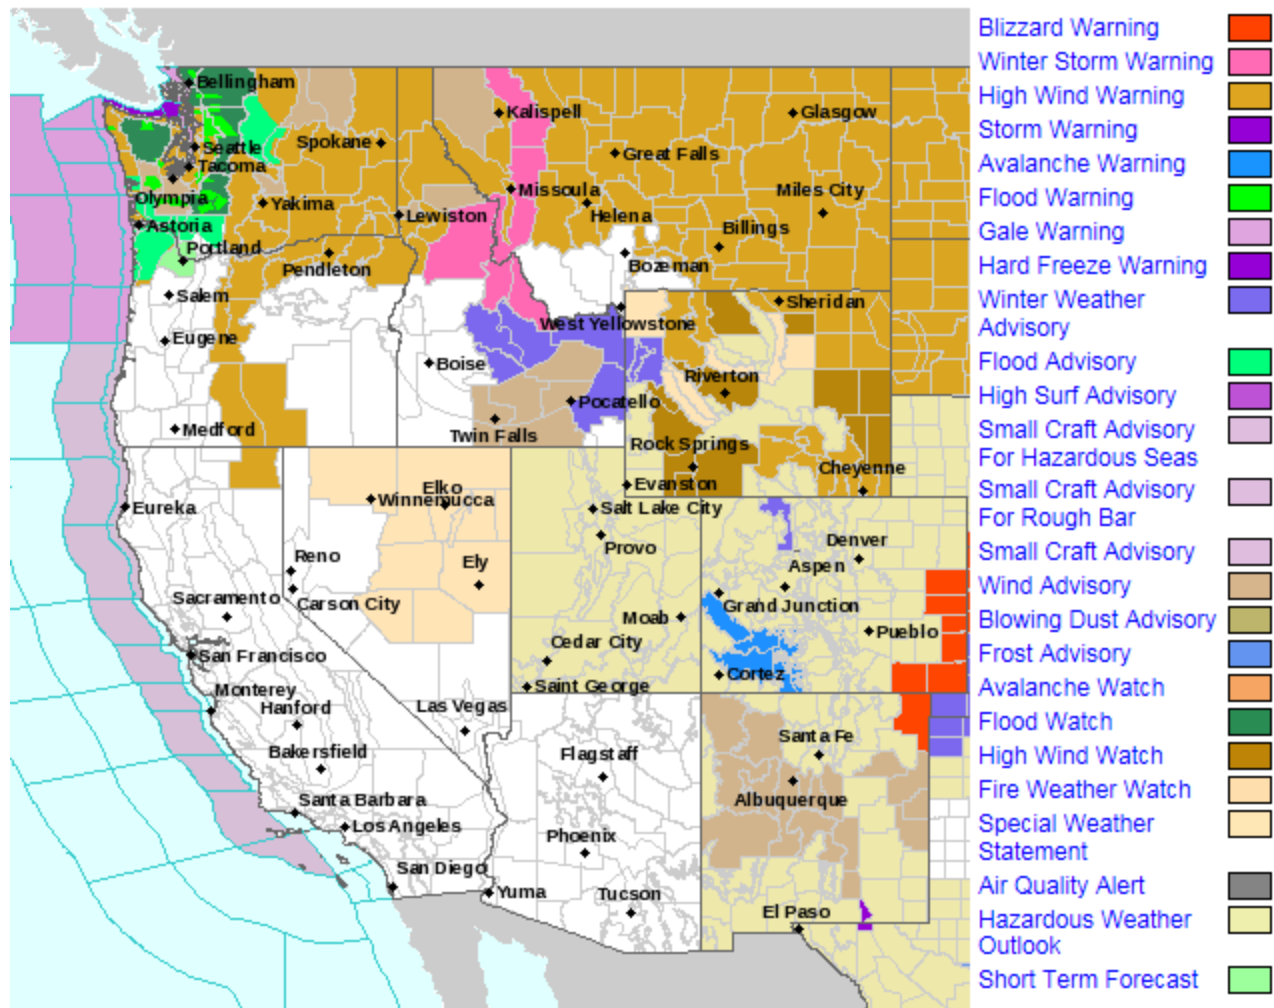 Bellingham
Kalispell
Glasgow
Seattle
Spokane
Great Falls
Tacoma
Missoula
Miles City
Olympia
Yakima
Helena
Lewiston
Astoria
Billings
Portland
Pendleton
Bozeman
Salem
Sheridan
West Yellowstone
Eugene
Boise
Riverton
Pocatello
Medford
Twin Falls
Rock Springs
Cheyenne
Evanston
Elko
Winnemucca
Eureka
Salt Lake City
Provo
Denver
Reno
Ely
Aspen
Sacramento
Carson City
Grand Junction
Moab
Pueblo
Cedar City
San Francisco
Cortez
Saint George
Monterey
Hanford
Las Vegas
Santa Fe
Bakersfield
Flagstaff
Albuquerque
Santa Barbara
Los Angeles
Phoenix
San Diego
Yuma
Tucson
El Paso
Blizzard Warning
Winter Storm Warning
High Wind Warning
Storm Warning
Avalanche Warning
Flood Warning
Gale Warning
Hard Freeze Warning
Winter Weather
Advisory
Flood Advisory
High Surf Advisory
Small Craft Advisory
For Hazardous Seas
Small Craft Advisory
For Rough Bar
Small Craft Advisory
Wind Advisory
Blowing Dust Advisory
Frost Advisory
Avalanche Watch
Flood Watch
High Wind Watch
Fire Weather Watch
Special Weather
Statement
Air Quality Alert
Hazardous Weather
Outlook
Short Term Forecast